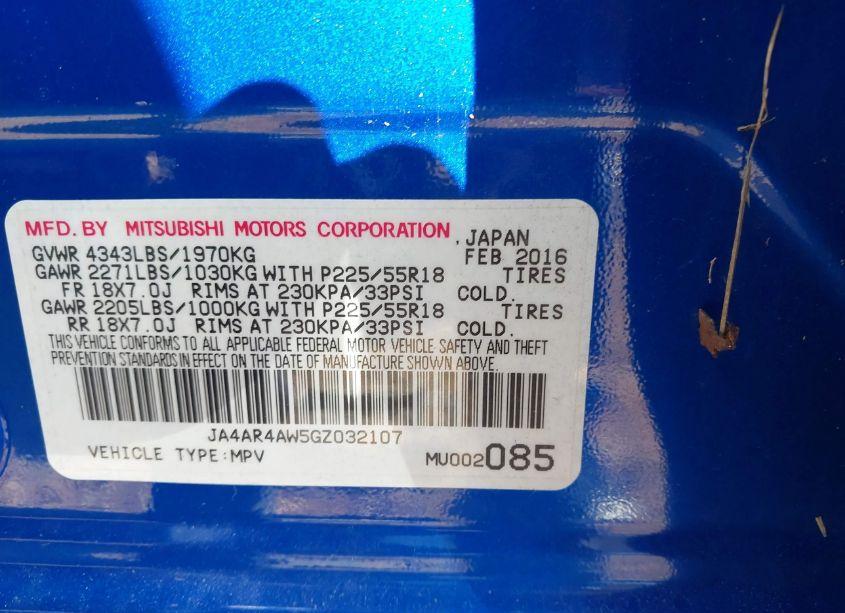 MFD. BY MITSUBISHI MOTORS CORPORATION , JAPAN
GVWR 4343LBS/1970KG FEB 2016
GAWR 2271LBS/1030KG WITH P225/55R18 TIRES
FR 18X7.0J RIMS AT 230KPA/33PSI COLD.
GAWR 2205LBS/1000KG WITH P225/55R18 TIRES
RR 18X7.0J RIMS AT 230KPA/33PSI COLD.
THIS VEHICLE CONFORMS TO ALL APPLICABLE FEDERAL MOTOR VEHICLE SAFETY AND THEFT
PREVENTION STANDARDS IN EFFECT ON THE DATE OF MANUFACTURE SHOWN ABOVE.
JA4AR4AW5GZ032107
VEHICLE TYPE:MPV MU002085